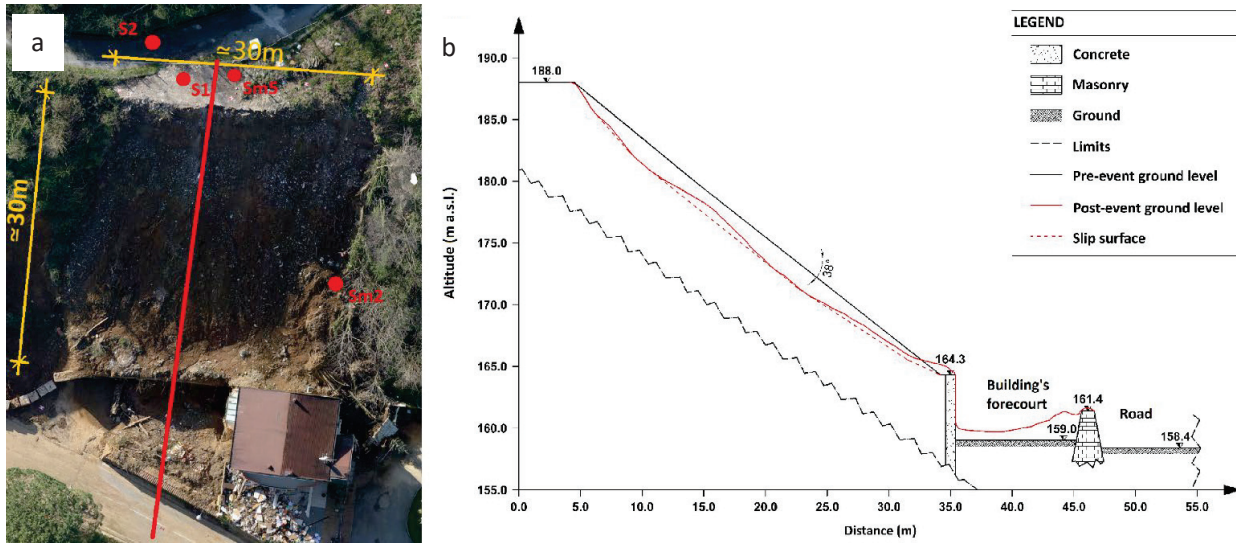 a
S2
≃30m
S1
Sm5
≃30m
Sm2
b
Altitude (m a.s.l.)
190.0
185.0
180.0
175.0
170.0
165.0
160.0
155.0
188.0
38°
164.3
Building's
forecourt
161.4
Road
159.0
158.4
0.0 5.0 10.0 15.0 20.0 25.0 30.0 35.0 40.0 45.0 50.0 55.0
Distance (m)
LEGEND
Concrete
Masonry
Ground
Limits
Pre-event ground level
Post-event ground level
Slip surface